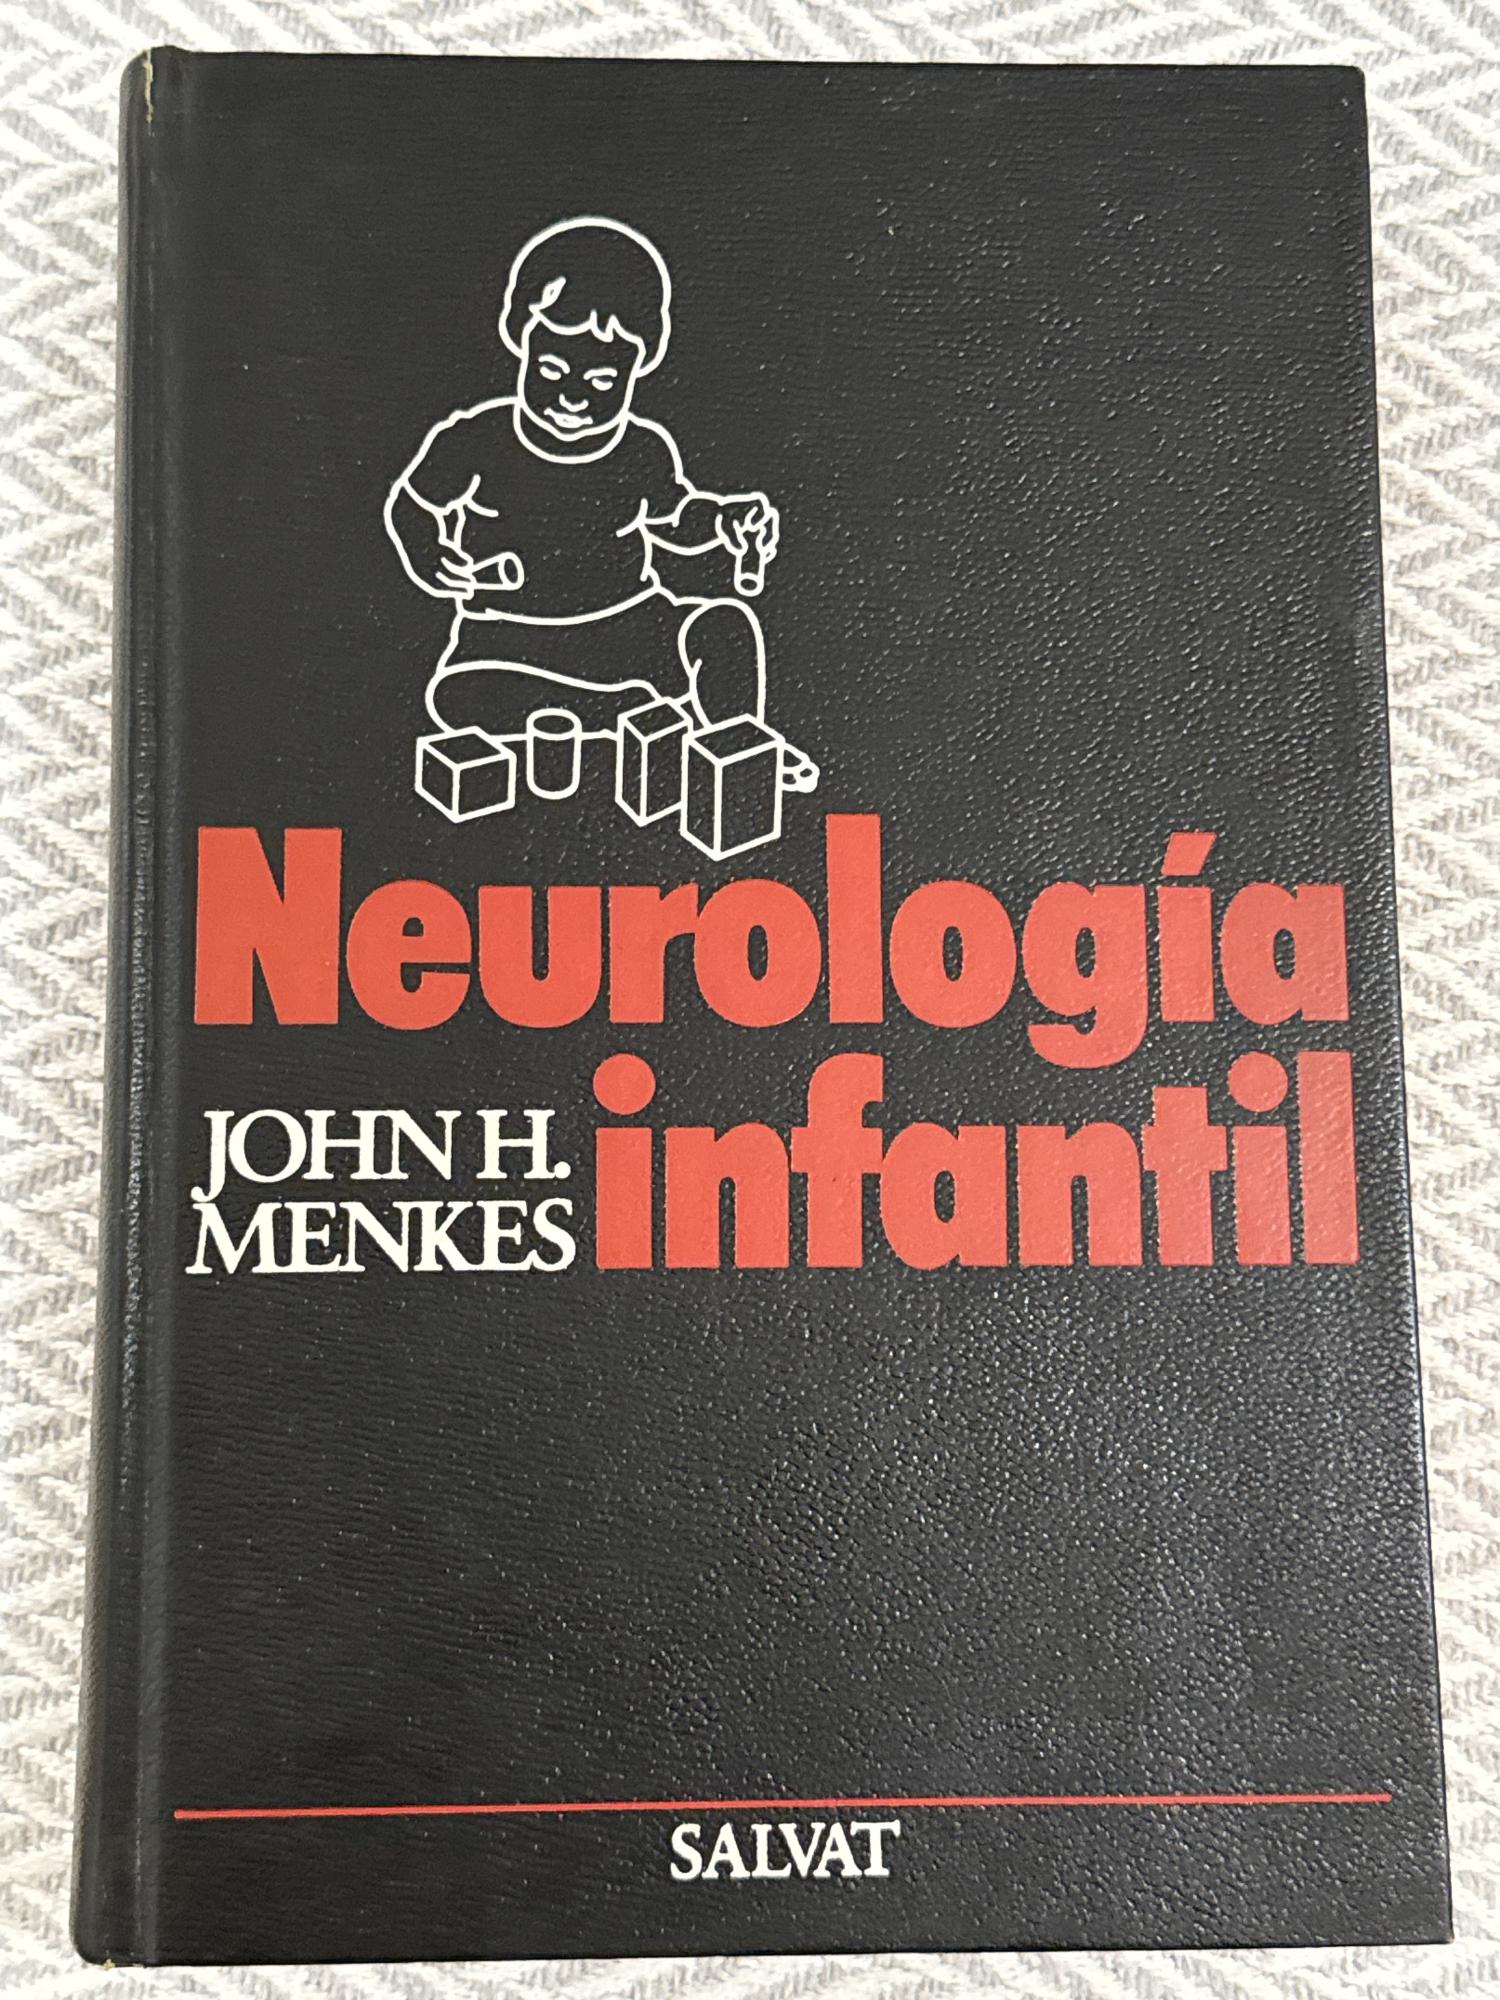 Neurología
infantil
JOHN H.
MENKES
SALVAT